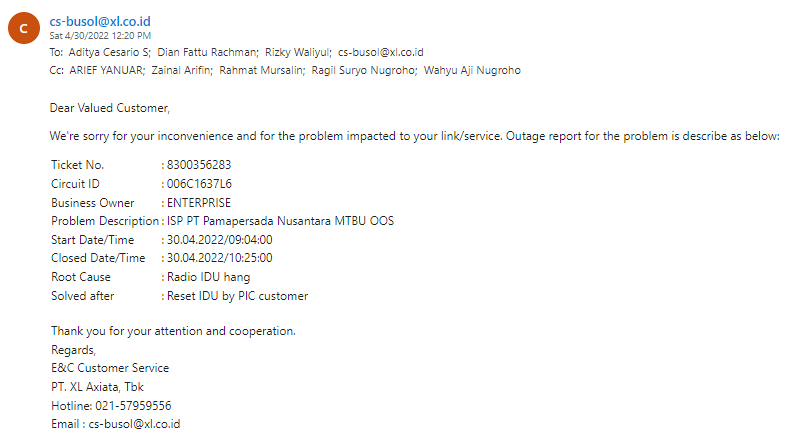 C
cs-busol@xl.co.id
Sat 4/30/2022 12:20 PM
To: Aditya Cesario S; Dian Fattu Rachman; Rizky Waliyul; cs-busol@xl.co.id
Cc: ARIEF YANUAR; Zainal Arifin; Rahmat Mursalin; Ragil Suryo Nugroho; Wahyu Aji Nugroho
Dear Valued Customer,
We're sorry for your inconvenience and for the problem impacted to your link/service. Outage report for the problem is describe as below:
Ticket No. : 8300356283
Circuit ID : 006C1637L6
Business Owner : ENTERPRISE
Problem Description : ISP PT Pamapersada Nusantara MTBU OOS
Start Date/Time : 30.04.2022/09:04:00
Closed Date/Time : 30.04.2022/10:25:00
Root Cause : Radio IDU hang
Solved after : Reset IDU by PIC customer
Thank you for your attention and cooperation.
Regards,
E&C Customer Service
PT. XL Axiata, Tbk
Hotline: 021-57959556
Email : cs-busol@xl.co.id